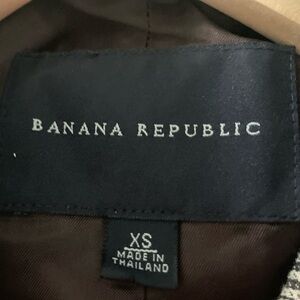 BANANA REPUBLIC
XS
MADE IN
THAILAND